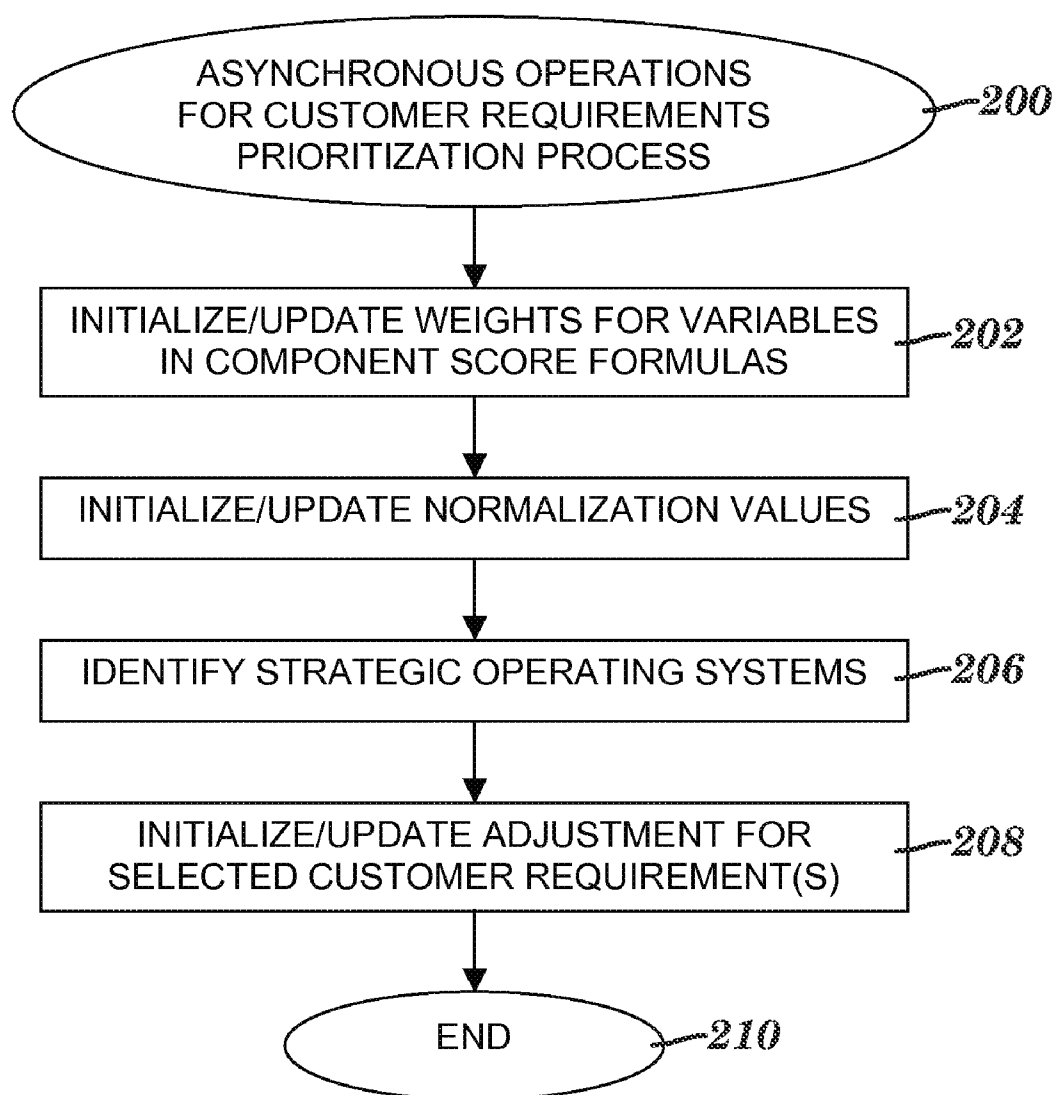 ASYNCHRONOUS OPERATIONS
FOR CUSTOMER REQUIREMENTS
PRIORITIZATION PROCESS
200
INITIALIZE/UPDATE WEIGHTS FOR VARIABLES
IN COMPONENT SCORE FORMULAS
202
INITIALIZE/UPDATE NORMALIZATION VALUES
204
IDENTIFY STRATEGIC OPERATING SYSTEMS
206
INITIALIZE/UPDATE ADJUSTMENT FOR
SELECTED CUSTOMER REQUIREMENT(S)
208
END
210